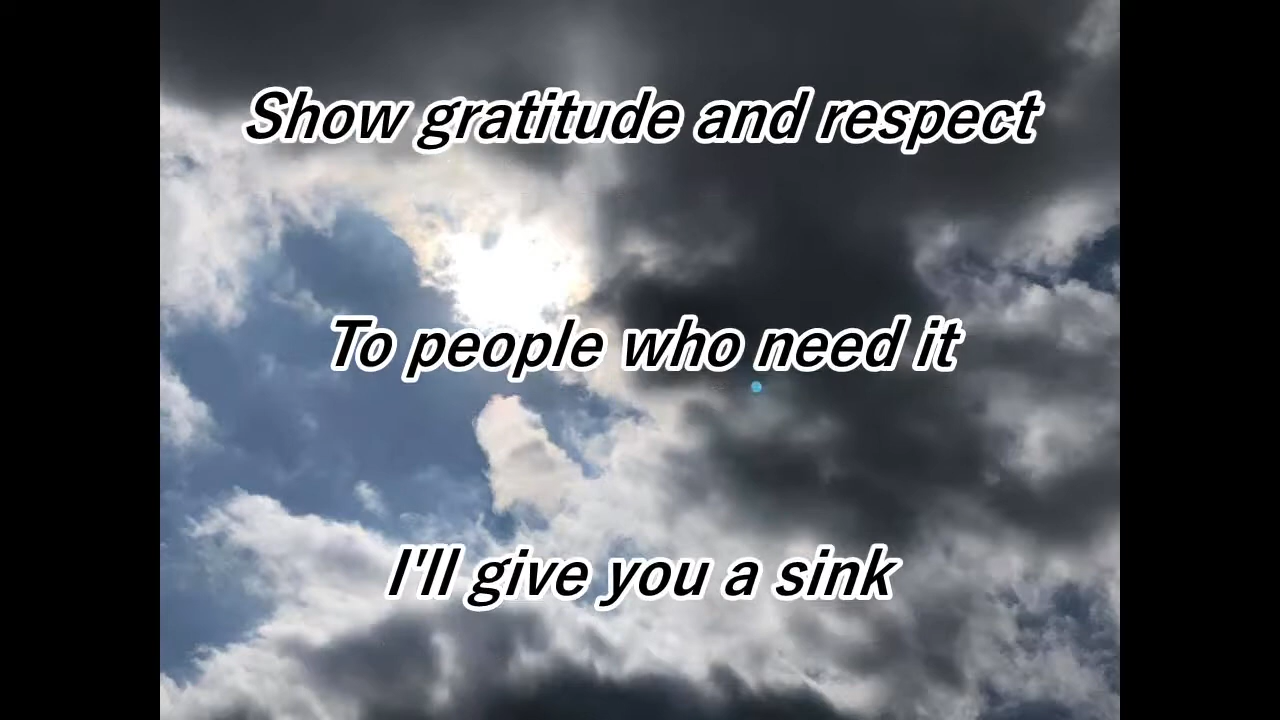 Show gratitude and respect
To people who need it
I'll give you a sink